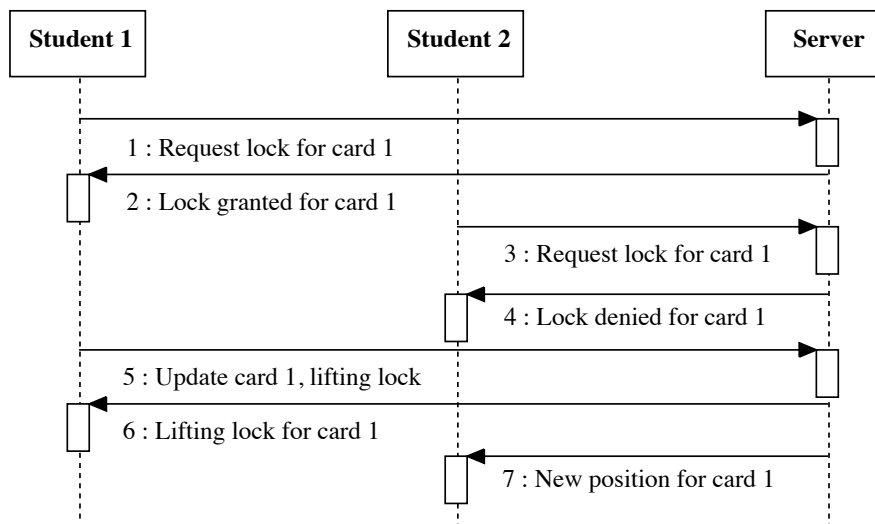 Student 1
Student 2
Server
1 : Request lock for card 1
2 : Lock granted for card 1
3 : Request lock for card 1
4 : Lock denied for card 1
5 : Update card 1, lifting lock
6 : Lifting lock for card 1
7 : New position for card 1